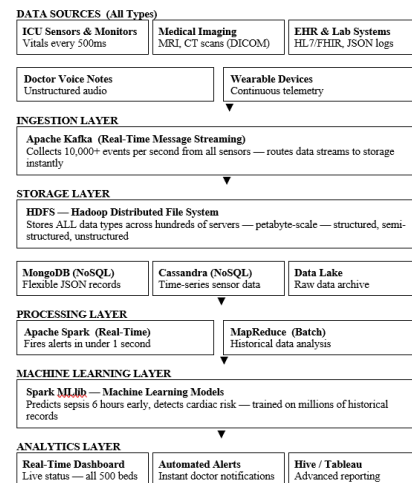 DATA SOURCES (All Types)
ICU Sensors & Monitors
Vitals every 500ms
Medical Imaging
MRI, CT scans (DICOM)
EHR & Lab Systems
HL7/FHIR, JSON logs
Doctor Voice Notes
Unstructured audio
Wearable Devices
Continuous telemetry
INGESTION LAYER
Apache Kafka (Real-Time Message Streaming)
Collects 10,000+ events per second from all sensors — routes data streams to storage
instantly
STORAGE LAYER
HDFS — Hadoop Distributed File System
Stores ALL data types across hundreds of servers — petabyte-scale — structured, semi-
structured, unstructured
MongoDB (NoSQL)
Flexible JSON records
Cassandra (NoSQL)
Time-series sensor data
Data Lake
Raw data archive
PROCESSING LAYER
Apache Spark (Real-Time)
Fires alerts in under 1 second
MapReduce (Batch)
Historical data analysis
MACHINE LEARNING LAYER
Spark MLlib — Machine Learning Models
Predicts sepsis 6 hours early, detects cardiac risk — trained on millions of historical
records
ANALYTICS LAYER
Real-Time Dashboard
Live status — all 500 beds
Automated Alerts
Instant doctor notifications
Hive / Tableau
Advanced reporting